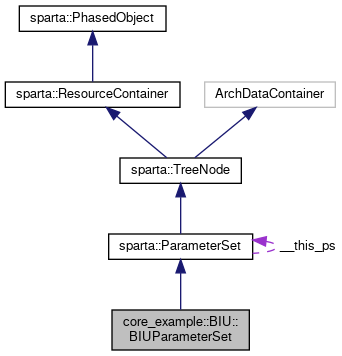 sparta::PhasedObject
sparta::ResourceContainer
ArchDataContainer
sparta::TreeNode
sparta::ParameterSet
__this_ps
core_example::BIU::
BIUParameterSet